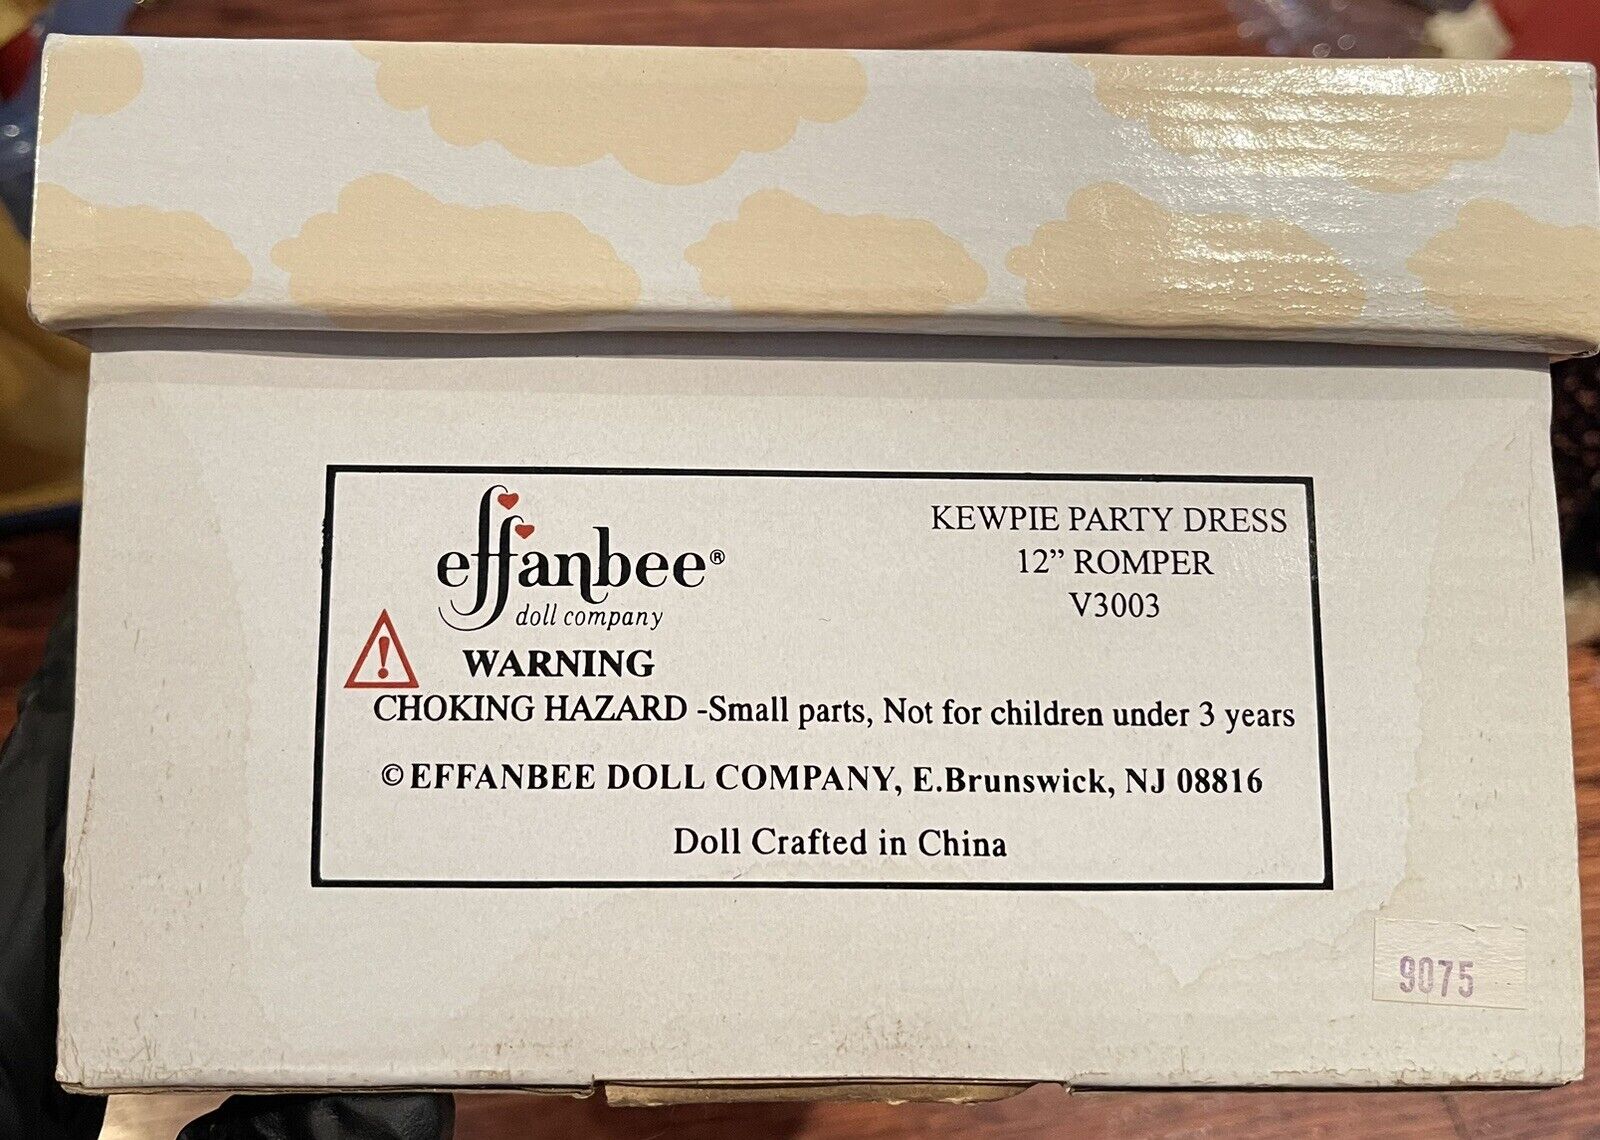 effanbee®
doll company
KEWPIE PARTY DRESS
12” ROMPER
V3003
WARNING
CHOKING HAZARD -Small parts, Not for children under 3 years
©EFFANBEE DOLL COMPANY, E.Brunswick, NJ 08816
Doll Crafted in China
9075